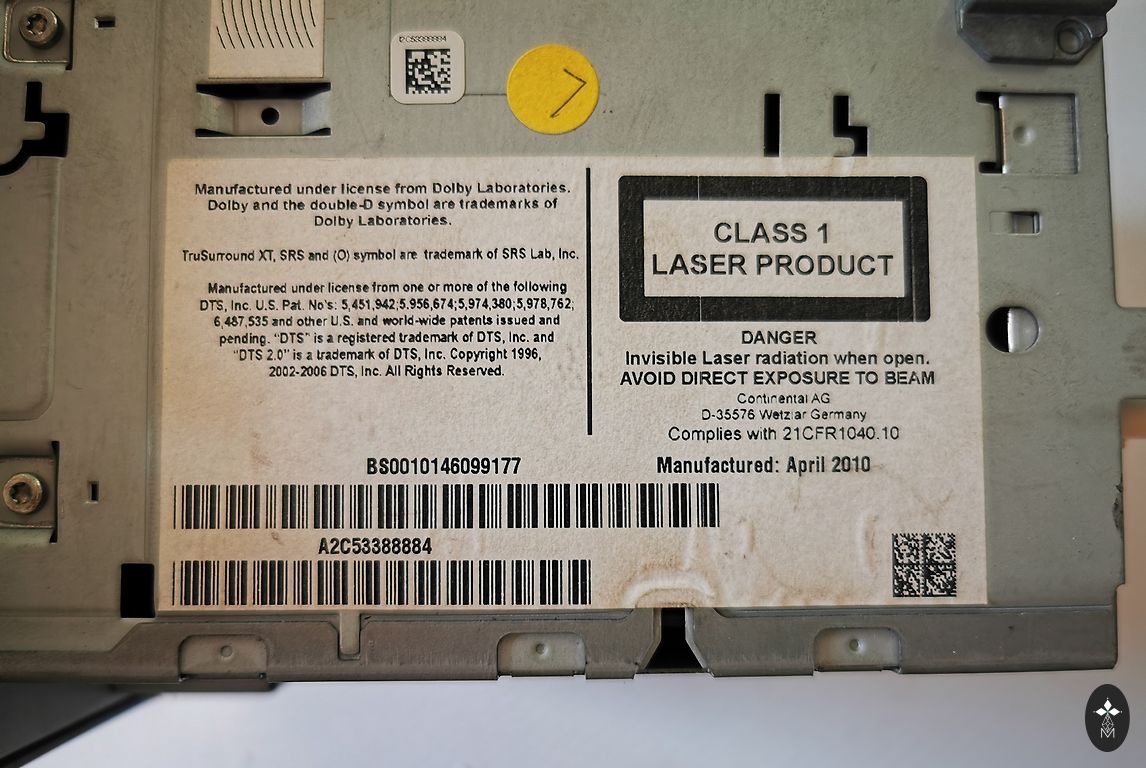 A2C53388884
Manufactured under license from Dolby Laboratories.
Dolby and the double-D symbol are trademarks of
Dolby Laboratories.
TruSurround XT, SRS and (O) symbol are trademark of SRS Lab, Inc.
Manufactured under license from one or more of the following
DTS, Inc. U.S. Pat. No's: 5,451,942;5.956,674;5,974,380;5,978,762;
6,487,535 and other U.S. and world-wide patents issued and
pending. "DTS" is a registered trademark of DTS, Inc. and
"DTS 2.0" is a trademark of DTS, Inc. Copyright 1996,
2002-2006 DTS, Inc. All Rights Reserved.
CLASS 1
LASER PRODUCT
DANGER
Invisible Laser radiation when open.
AVOID DIRECT EXPOSURE TO BEAM
Continental AG
D-35576 Wetzlar Germany
Complies with 21CFR1040.10
Manufactured: April 2010
BS0010146099177
A2C53388884
M